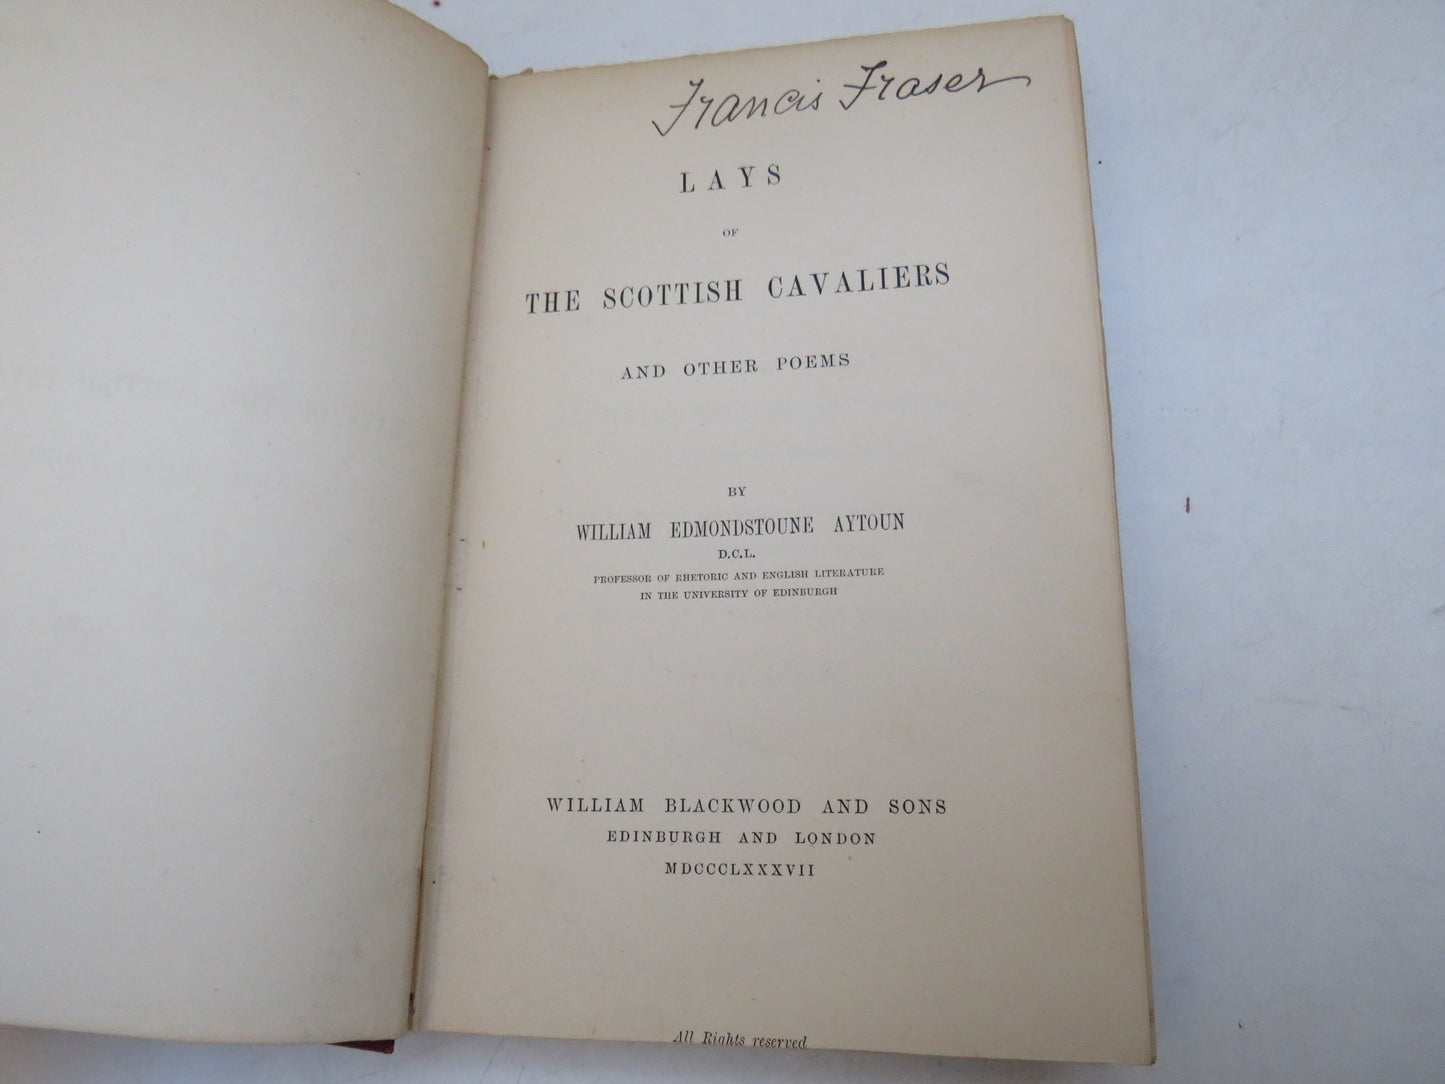 Francis Fraser
LAYS
OF
THE SCOTTISH CAVALIERS
AND OTHER POEMS
BY
WILLIAM EDMONDSTOUNE AYTOUN
D.C.L.
PROFESSOR OF RHETORIC AND ENGLISH LITERATURE
IN THE UNIVERSITY OF EDINBURGH
WILLIAM BLACKWOOD AND SONS
EDINBURGH AND LONDON
MDCCCLXXXVII
All Rights reserved